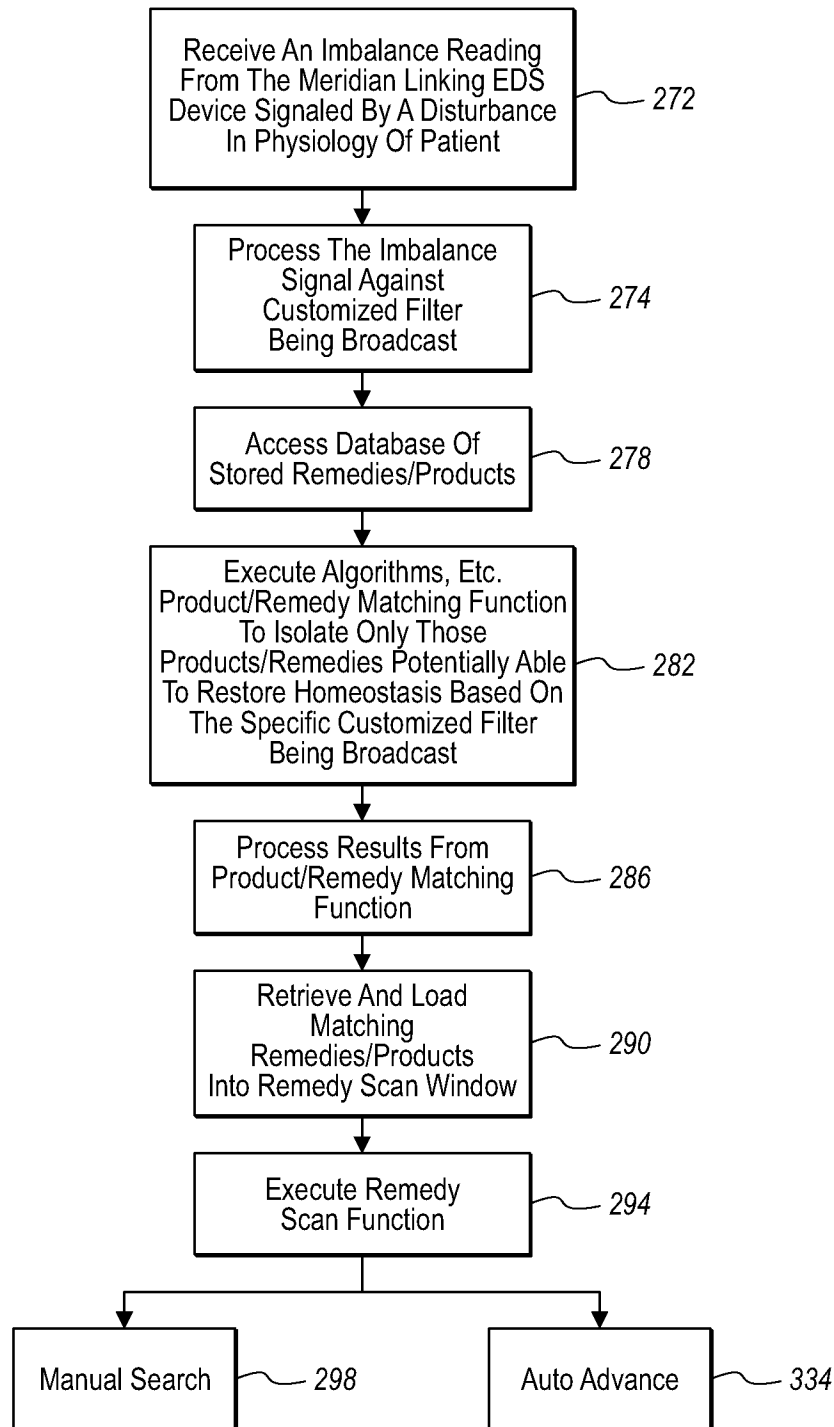 Receive An Imbalance Reading
From The Meridian Linking EDS
Device Signaled By A Disturbance
In Physiology Of Patient
272
Process The Imbalance
Signal Against
Customized Filter
Being Broadcast
274
Access Database Of
Stored Remedies/Products
278
Execute Algorithms, Etc.
Product/Remedy Matching Function
To Isolate Only Those
Products/Remedies Potentially Able
To Restore Homeostasis Based On
The Specific Customized Filter
Being Broadcast
282
Process Results From
Product/Remedy Matching
Function
286
Retrieve And Load
Matching
Remedies/Products
Into Remedy Scan Window
290
Execute Remedy
Scan Function
294
Manual Search
298
Auto Advance
334